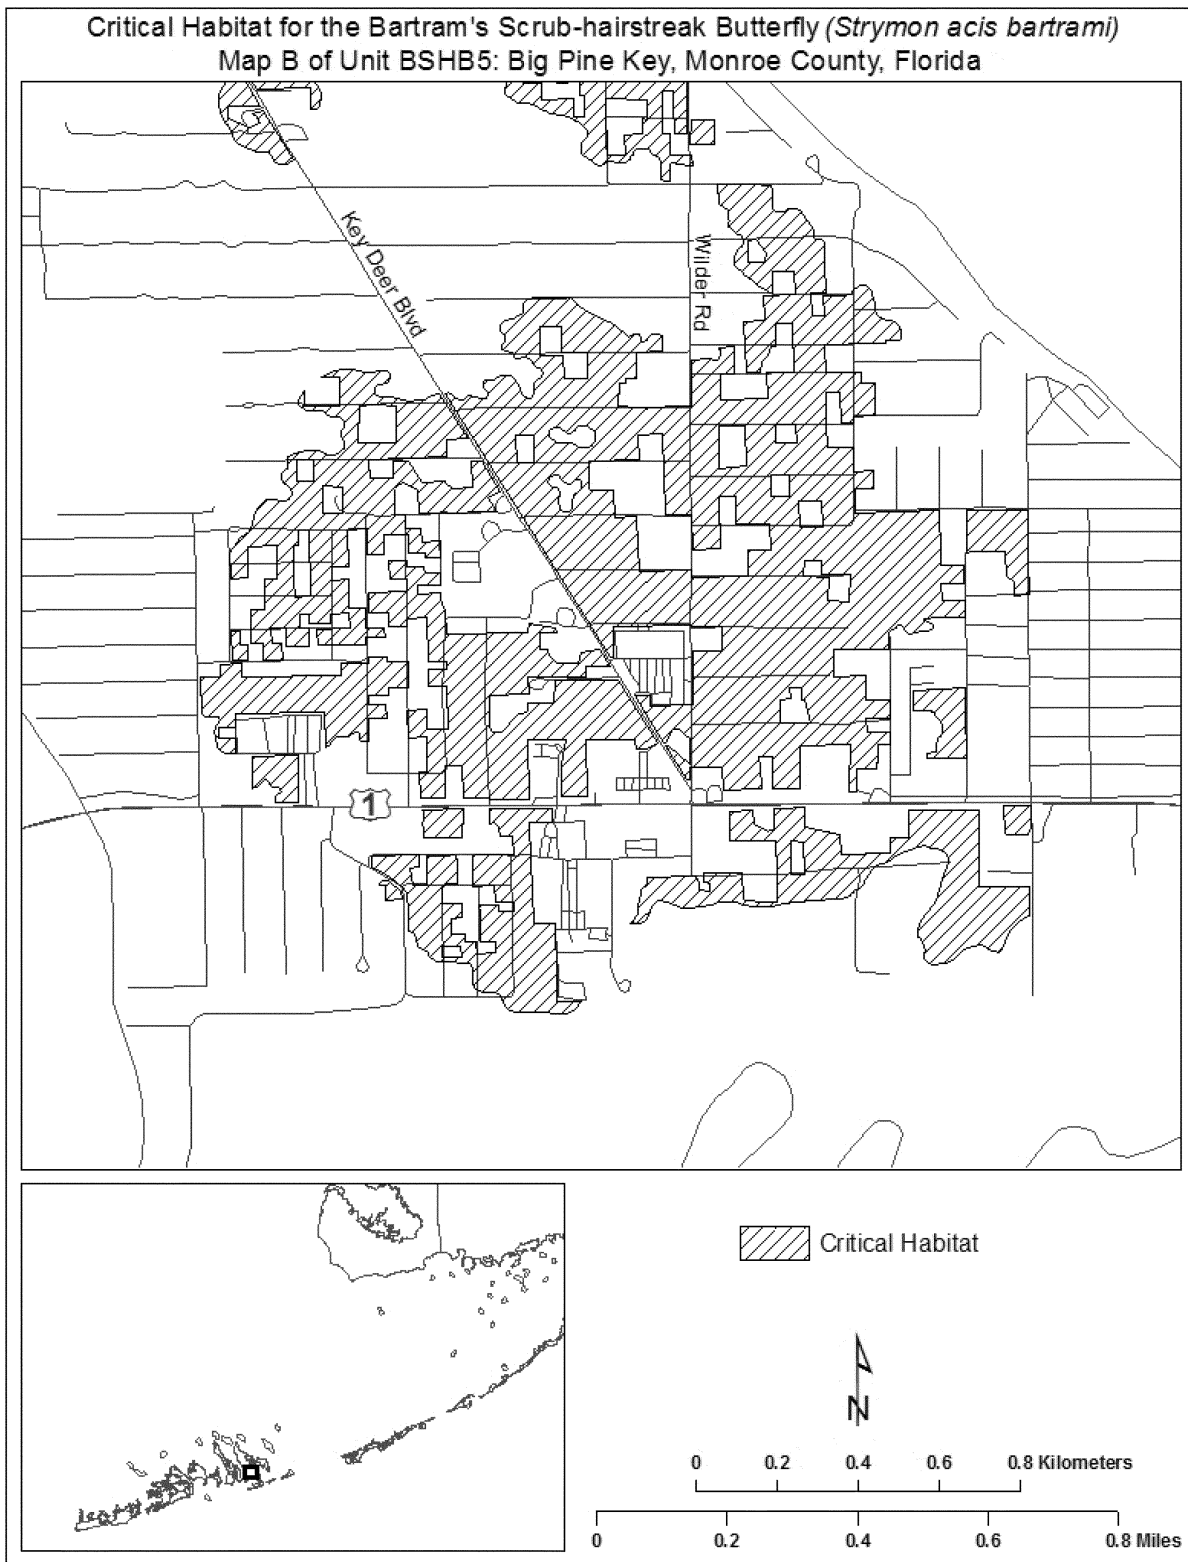 Critical Habitat for the Bartram's Scrub-hairstreak Butterfly (Strymon acis bartrami)
Map B of Unit BSHB5: Big Pine Key, Monroe County, Florida
Key Deer Blvd
Wilder Rd
1
Critical Habitat
N
0 0.2 0.4 0.6 0.8 Kilometers
0 0.2 0.4 0.6 0.8 Miles